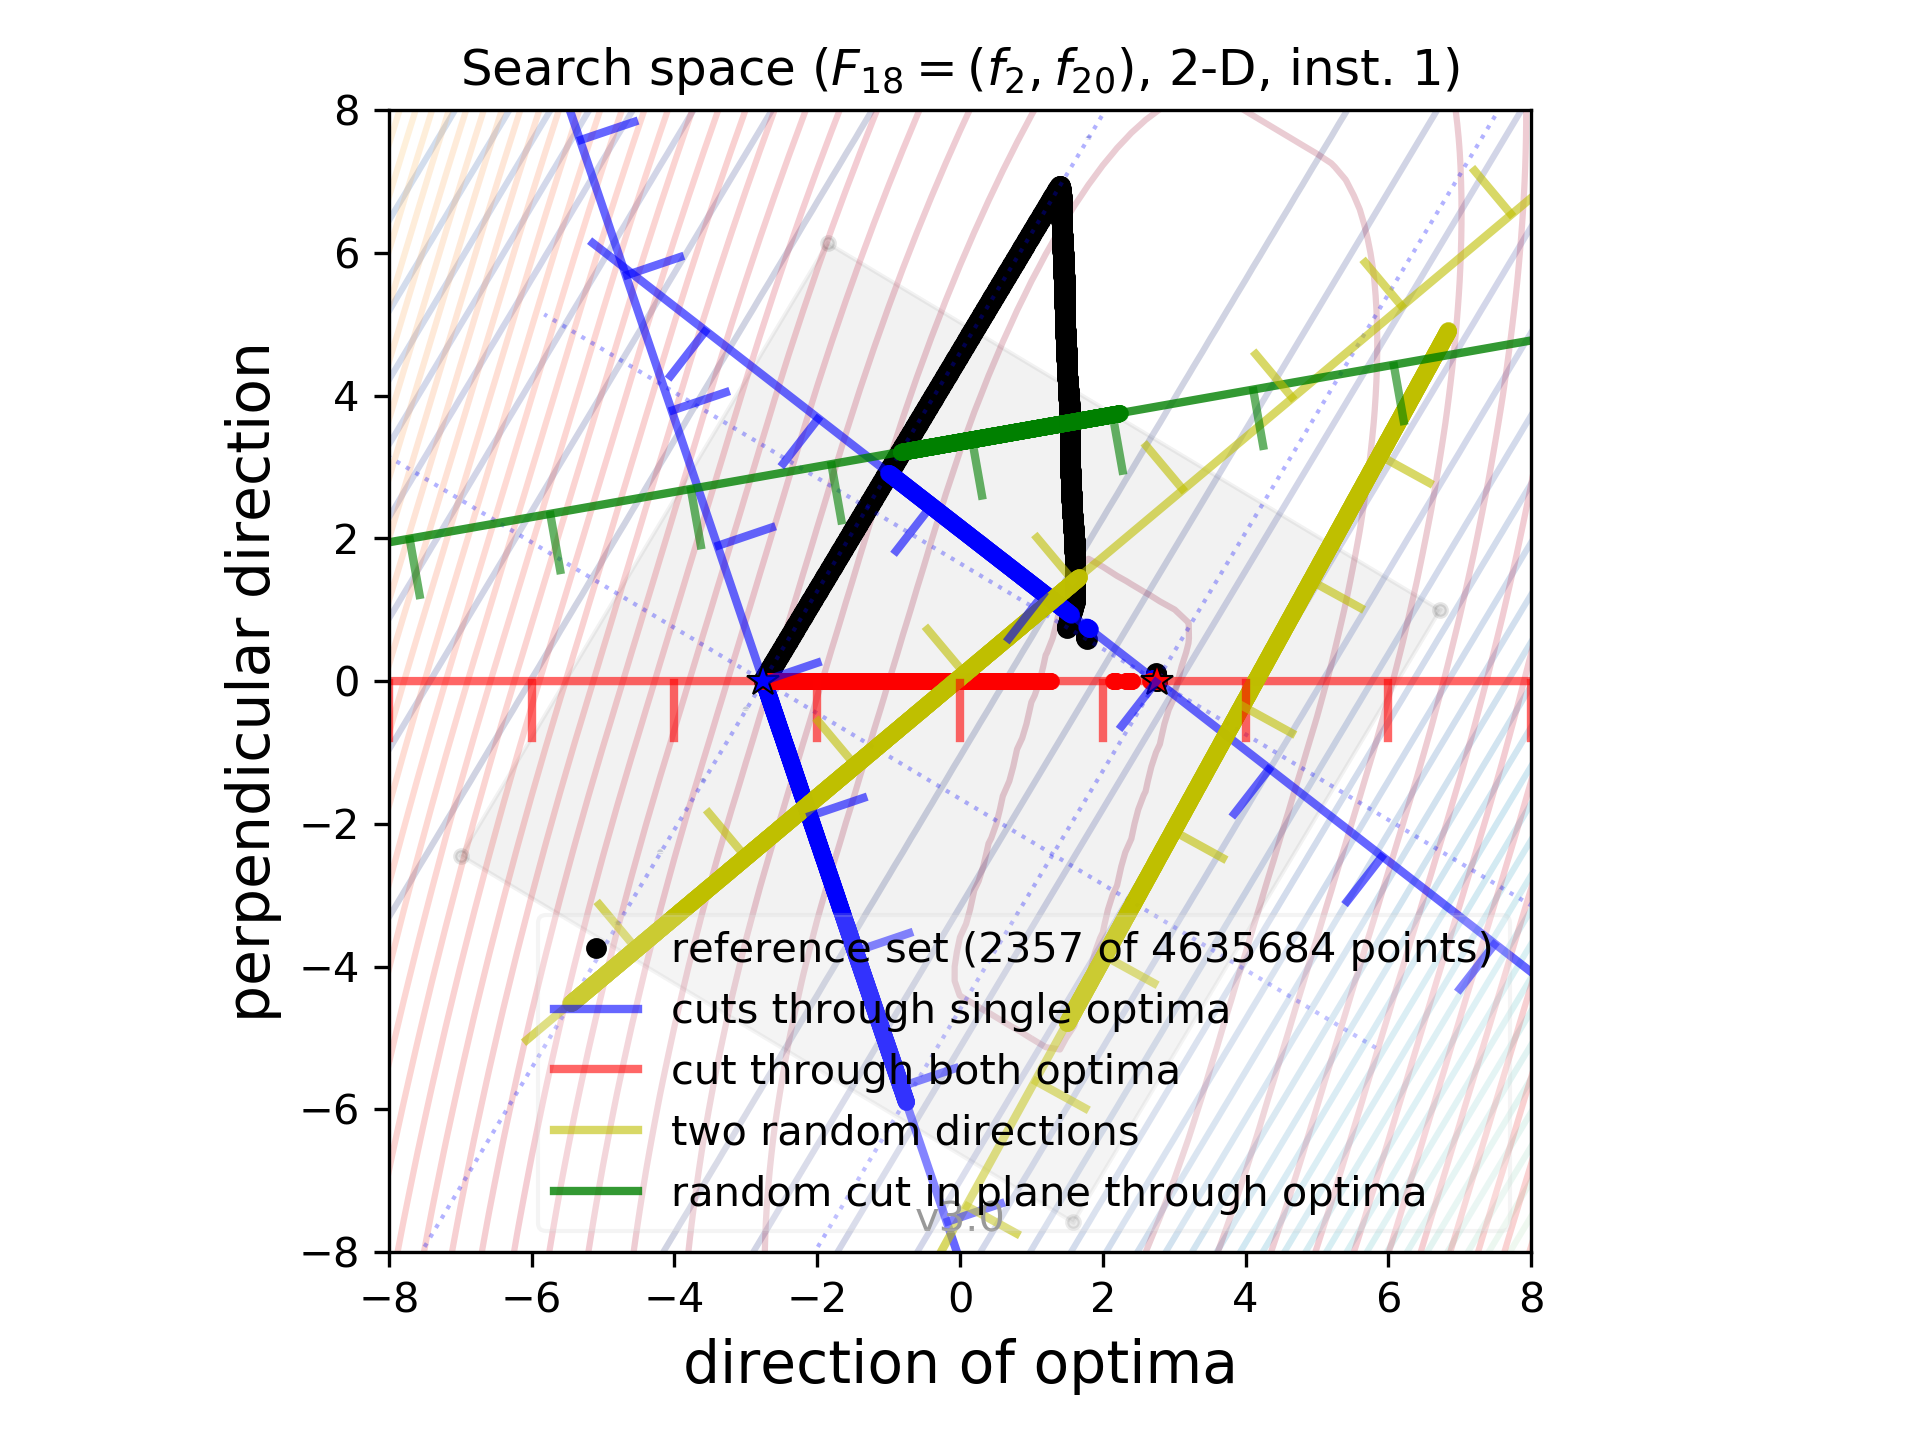 Search space (F₁₈ = (f₂, f₂₀), 2-D, inst. 1)
8
6
4
2
0
−2
−4
−6
−8
perpendicular direction
reference set (2357 of 4635684 points)
cuts through single optima
cut through both optima
two random directions
random cut in plane through optima
v3.0
−8 −6 −4 −2 0 2 4 6 8
direction of optima